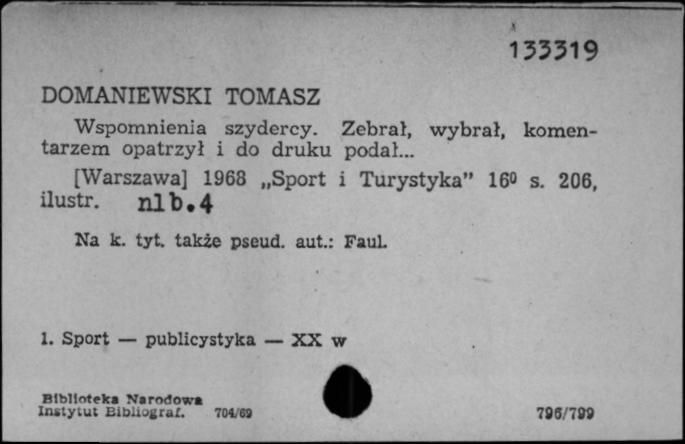 133319
DOMANIEWSKI TOMASZ
Wspomnienia szydercy. Zebrał, wybrał, komen-
tarzem opatrzył i do druku podał...
[Warszawa] 1968 „Sport i Turystyka” 16⁰ s. 206,
ilustr. nlb.4
Na k. tyt. także pseud. aut.: Faul.
1. Sport — publicystyka — XX w
Biblioteka Narodowa
Instytut Bibliograf. 704/69
796/799